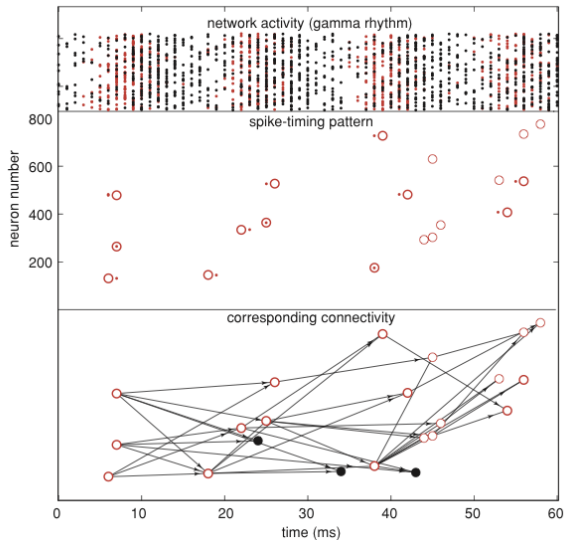 network activity (gamma rhythm)
spike-timing pattern
800
600
400
200
neuron number
corresponding connectivity
0 10 20 30 40 50 60
time (ms)